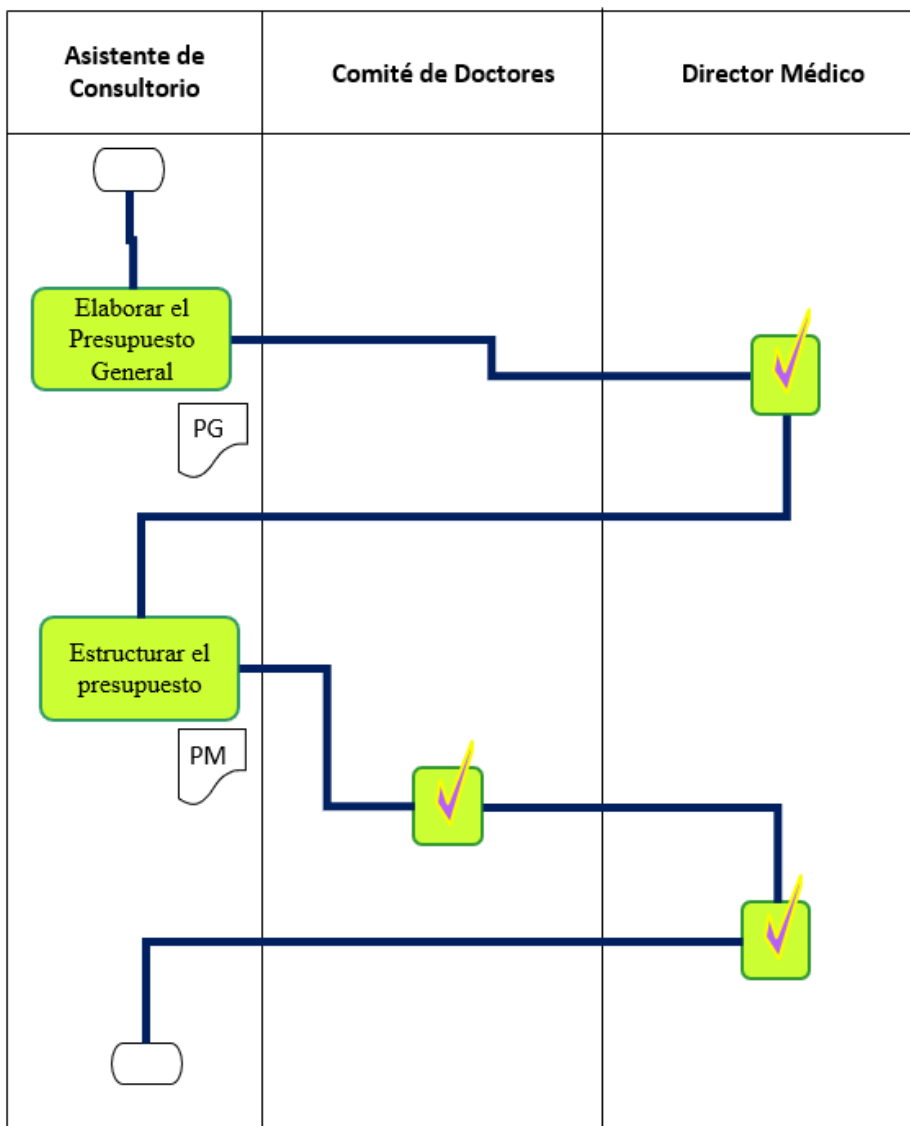 Asistente de
Consultorio
Comité de Doctores
Director Médico
Elaborar el
Presupuesto
General
PG
Estructurar el
presupuesto
PM